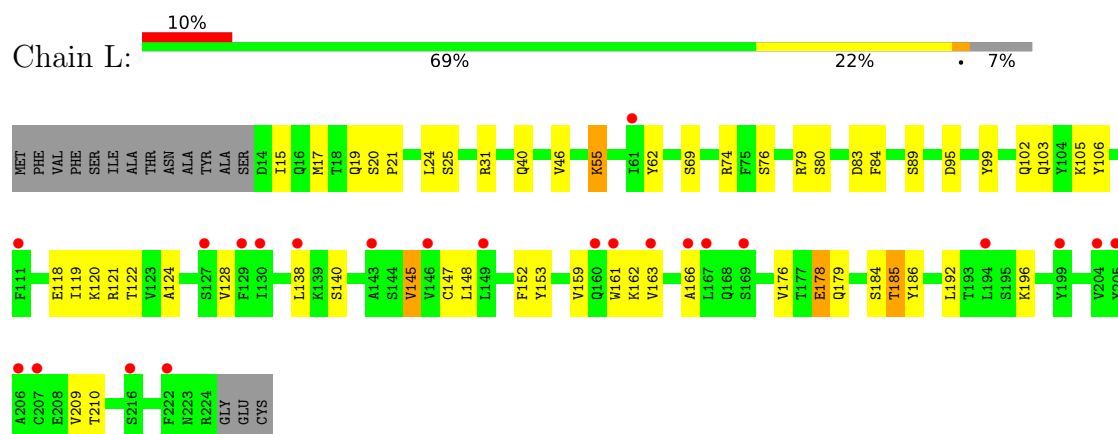 10%
Chain L:
69% 22% • 7%
MET PHE VAL PHE SER ILE ALA THR ASN ALA TYR ALA SER D14 I15 Q16 M17 T18 Q19 S20 P21 L24 S25 R31 Q40 V46 K55 I61 Y62 S69 R74 F75 S76 R79 S80 D83 F84 S89 D95 Y99 Q102 Q103 Y104 K105 Y106
F111 E118 I119 K120 R121 T122 V123 A124 S127 V128 F129 I130 L138 K139 S140 A143 S144 V145 V146 C147 L148 L149 F152 Y153 V159 Q160 W161 K162 V163 A166 L167 Q168 S169 V176 T177 E178 Q179 S184 T185 Y186 L192 T193 L194 S195 K196 Y199 V204
A206 C207 E208 V209 T210 S216 F222 N223 R224 GLY GLU CYS